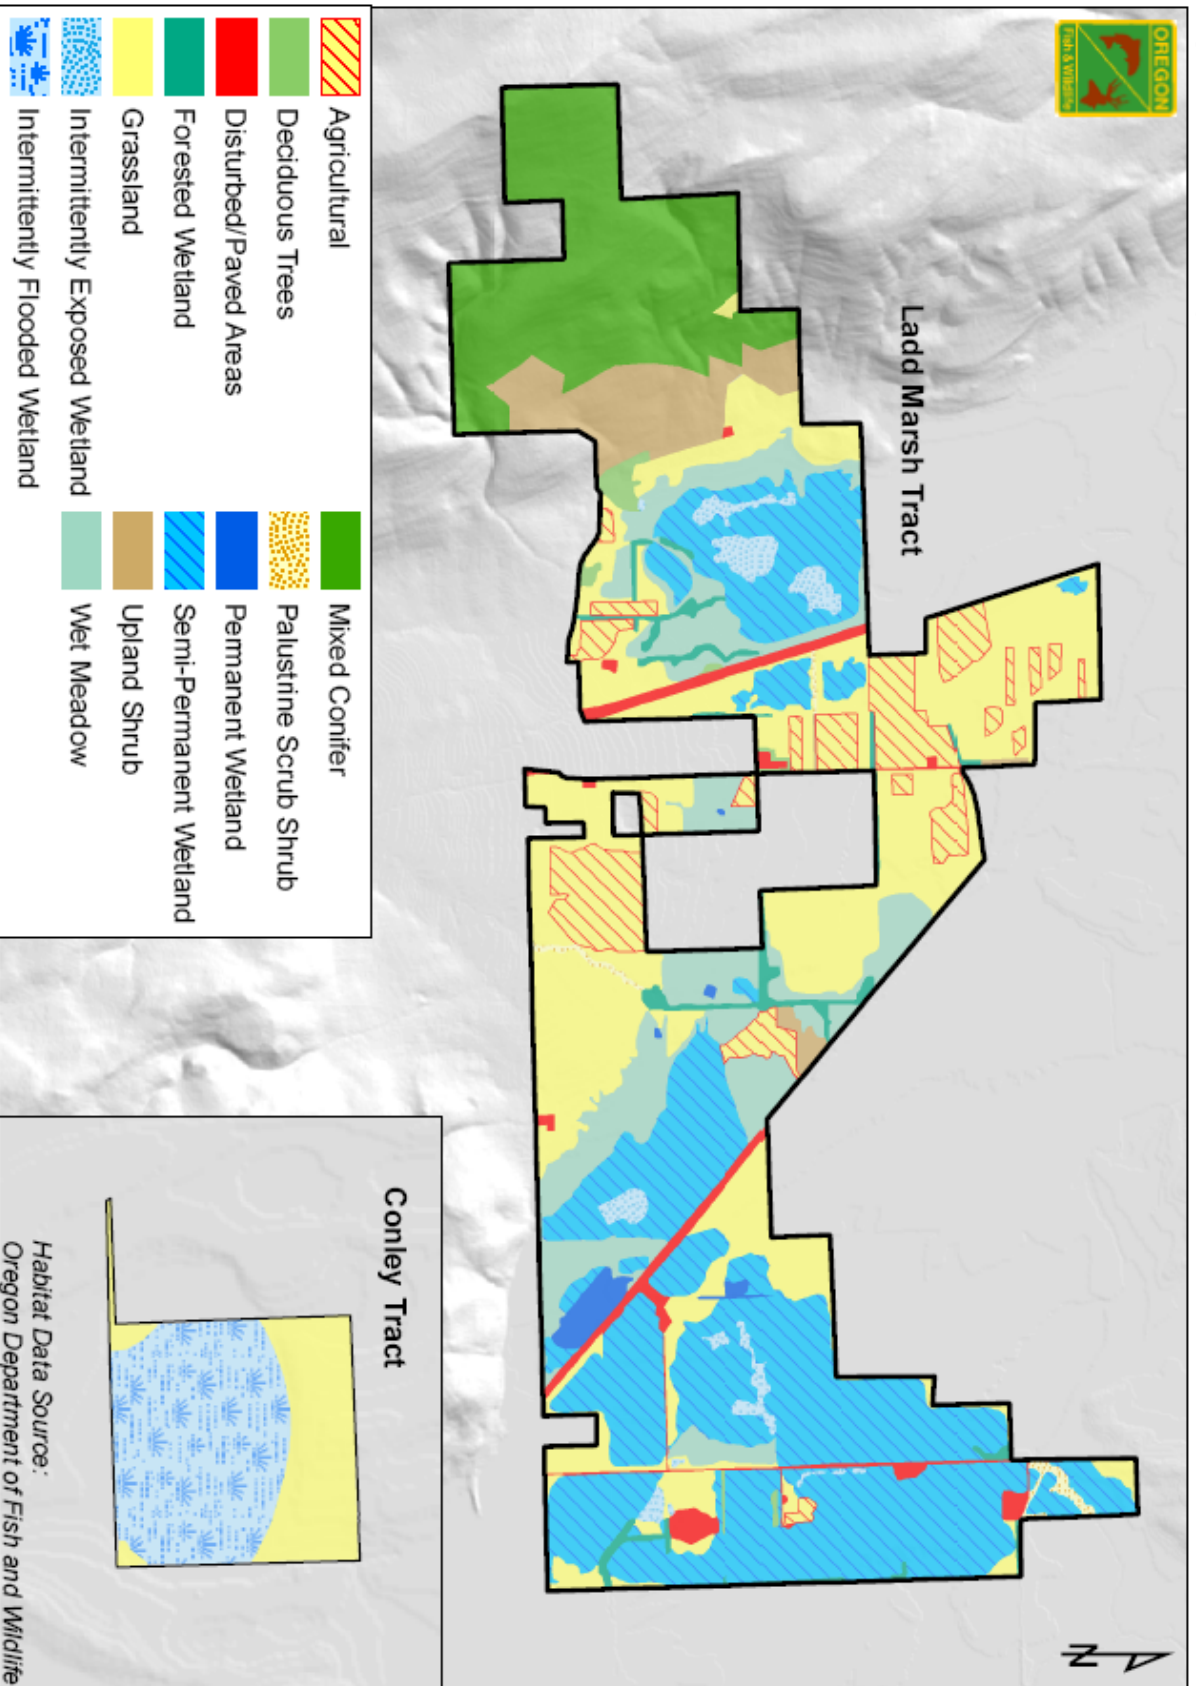 OREGON
Fish & Wildlife
Ladd Marsh Tract
N
Agricultural
Deciduous Trees
Disturbed/Paved Areas
Forested Wetland
Grassland
Intermittently Exposed Wetland
Intermittently Flooded Wetland
Mixed Conifer
Palustrine Scrub Shrub
Permanent Wetland
Semi-Permanent Wetland
Upland Shrub
Wet Meadow
Conley Tract
Habitat Data Source:
Oregon Department of Fish and Wildlife